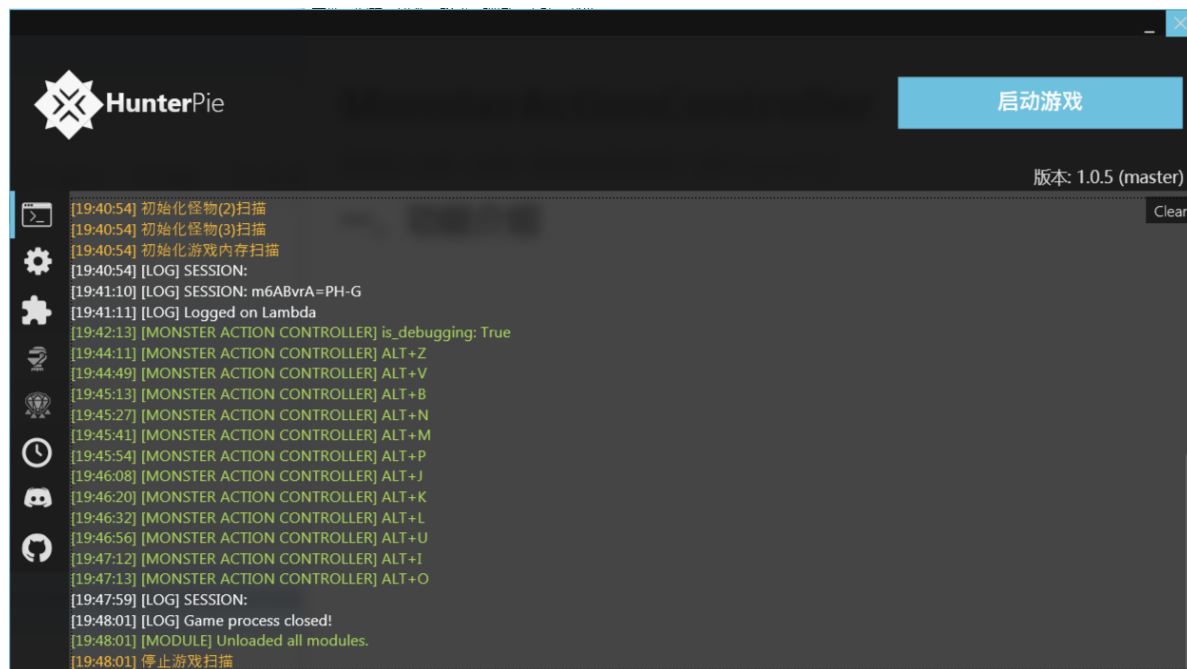 HunterPie
启动游戏
版本: 1.0.5 (master)
Clear
[19:40:54] 初始化怪物(2)扫描
[19:40:54] 初始化怪物(3)扫描
[19:40:54] 初始化游戏内存扫描
[19:40:54] [LOG] SESSION:
[19:41:10] [LOG] SESSION: m6ABvrA=PH-G
[19:41:11] [LOG] Logged on Lambda
[19:42:13] [MONSTER ACTION CONTROLLER] is_debugging: True
[19:44:11] [MONSTER ACTION CONTROLLER] ALT+Z
[19:44:49] [MONSTER ACTION CONTROLLER] ALT+V
[19:45:13] [MONSTER ACTION CONTROLLER] ALT+B
[19:45:27] [MONSTER ACTION CONTROLLER] ALT+N
[19:45:41] [MONSTER ACTION CONTROLLER] ALT+M
[19:45:54] [MONSTER ACTION CONTROLLER] ALT+P
[19:46:08] [MONSTER ACTION CONTROLLER] ALT+J
[19:46:20] [MONSTER ACTION CONTROLLER] ALT+K
[19:46:32] [MONSTER ACTION CONTROLLER] ALT+L
[19:46:56] [MONSTER ACTION CONTROLLER] ALT+U
[19:47:12] [MONSTER ACTION CONTROLLER] ALT+I
[19:47:13] [MONSTER ACTION CONTROLLER] ALT+O
[19:47:59] [LOG] SESSION:
[19:48:01] [LOG] Game process closed!
[19:48:01] [MODULE] Unloaded all modules.
[19:48:01] 停止游戏扫描